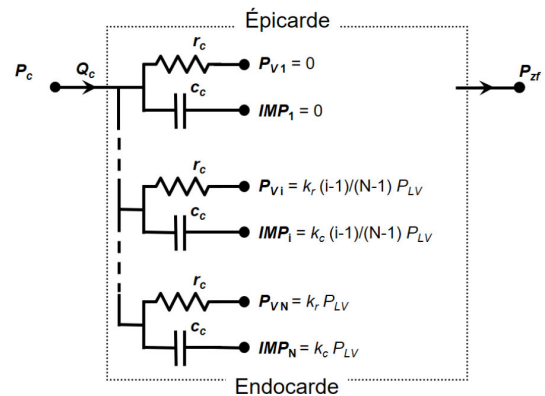 Épicarde
P_c
Q_c
r_c
P_V1 = 0
P_zf
c_c
IMP_1 = 0
r_c
P_Vi = k_r (i-1)/(N-1) P_LV
c_c
IMP_i = k_c (i-1)/(N-1) P_LV
r_c
P_VN = k_r P_LV
c_c
IMP_N = k_c P_LV
Endocarde